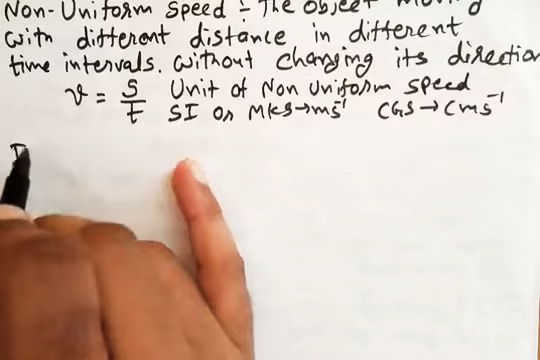 Non-Uniform speed :- The object moving
with different distance in different
time intervals. without changing its direction
v = S/t Unit of Non uniform speed
SI or MKS→ms⁻¹ CGS→cms⁻¹